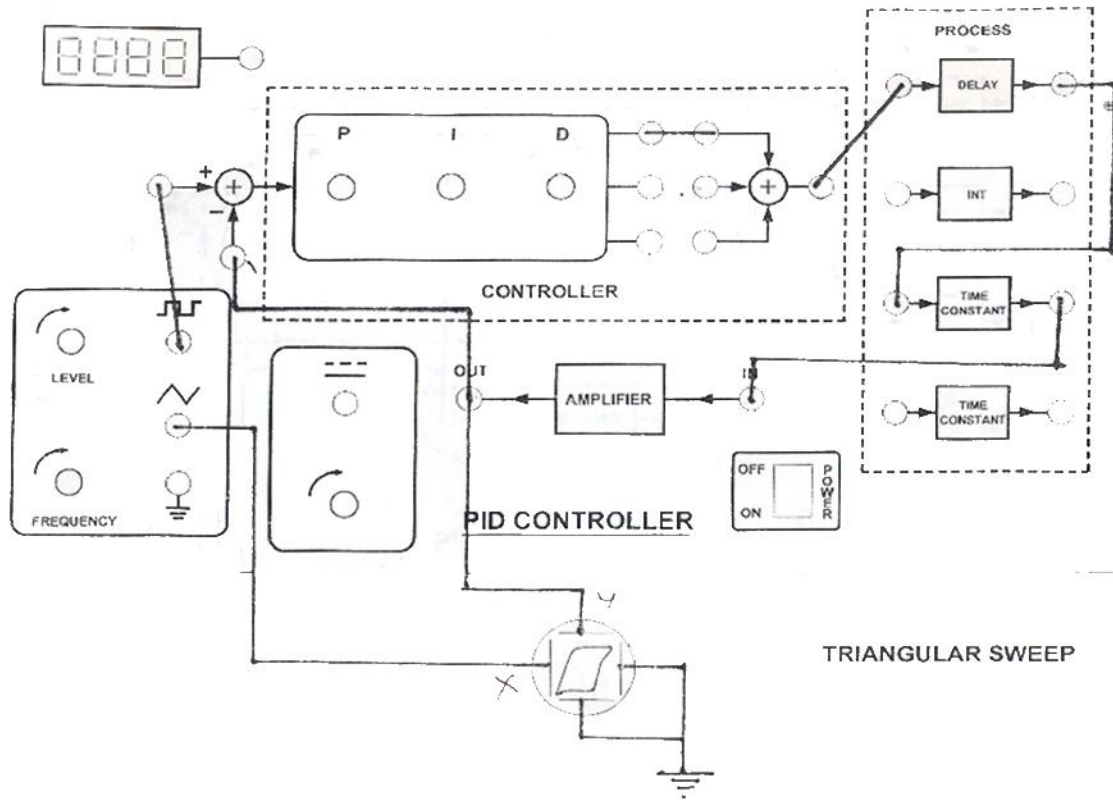 8888
PROCESS
DELAY
P I D
+
+
+
−
INT
CONTROLLER
TIME
CONSTANT
LEVEL
OUT
AMPLIFIER
IN
TIME
CONSTANT
OFF
ON
POWER
FREQUENCY
PID CONTROLLER
Y
X
TRIANGULAR SWEEP